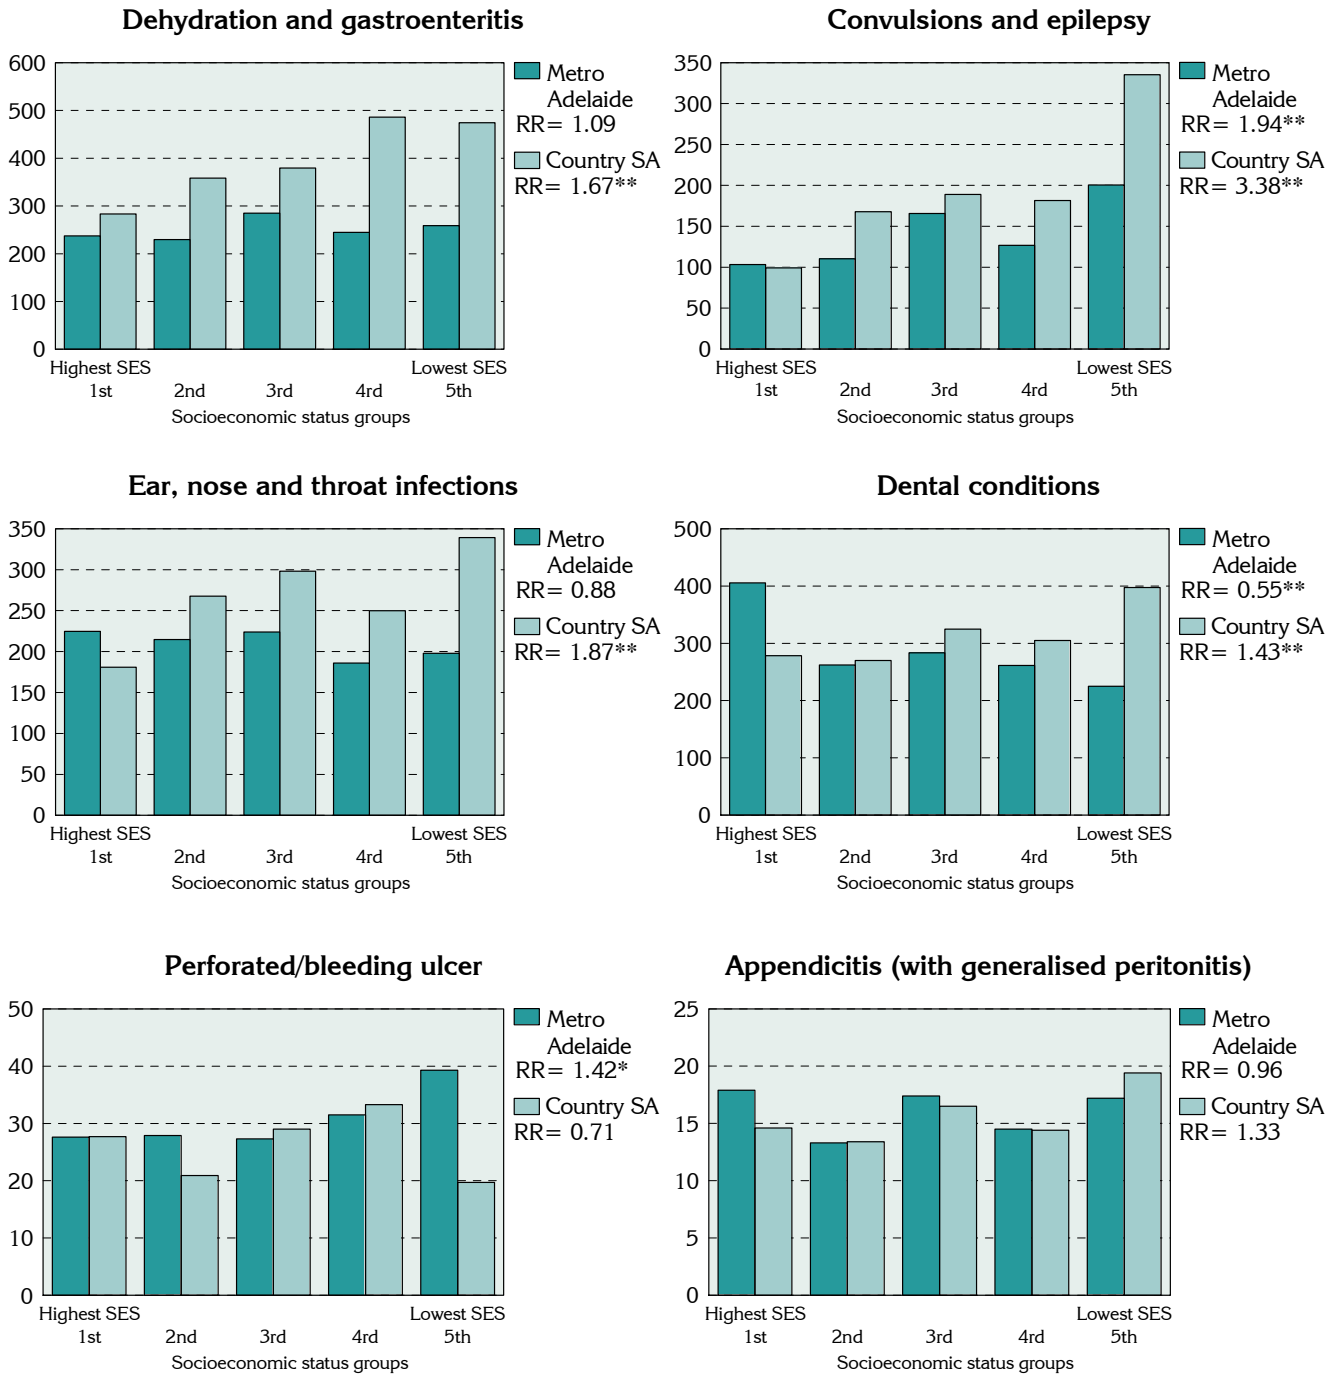 Dehydration and gastroenteritis
600
500
400
300
200
100
0
Metro
Adelaide
RR= 1.09
Country SA
RR= 1.67**
Highest SES
Lowest SES
1st 2nd 3rd 4rd 5th
Socioeconomic status groups
Convulsions and epilepsy
350
300
250
200
150
100
50
0
Metro
Adelaide
RR= 1.94**
Country SA
RR= 3.38**
Highest SES
Lowest SES
1st 2nd 3rd 4rd 5th
Socioeconomic status groups
Ear, nose and throat infections
350
300
250
200
150
100
50
0
Metro
Adelaide
RR= 0.88
Country SA
RR= 1.87**
Highest SES
Lowest SES
1st 2nd 3rd 4rd 5th
Socioeconomic status groups
Dental conditions
500
400
300
200
100
0
Metro
Adelaide
RR= 0.55**
Country SA
RR= 1.43**
Highest SES
Lowest SES
1st 2nd 3rd 4rd 5th
Socioeconomic status groups
Perforated/bleeding ulcer
50
40
30
20
10
0
Metro
Adelaide
RR= 1.42*
Country SA
RR= 0.71
Highest SES
Lowest SES
1st 2nd 3rd 4rd 5th
Socioeconomic status groups
Appendicitis (with generalised peritonitis)
25
20
15
10
5
0
Metro
Adelaide
RR= 0.96
Country SA
RR= 1.33
Highest SES
Lowest SES
1st 2nd 3rd 4rd 5th
Socioeconomic status groups